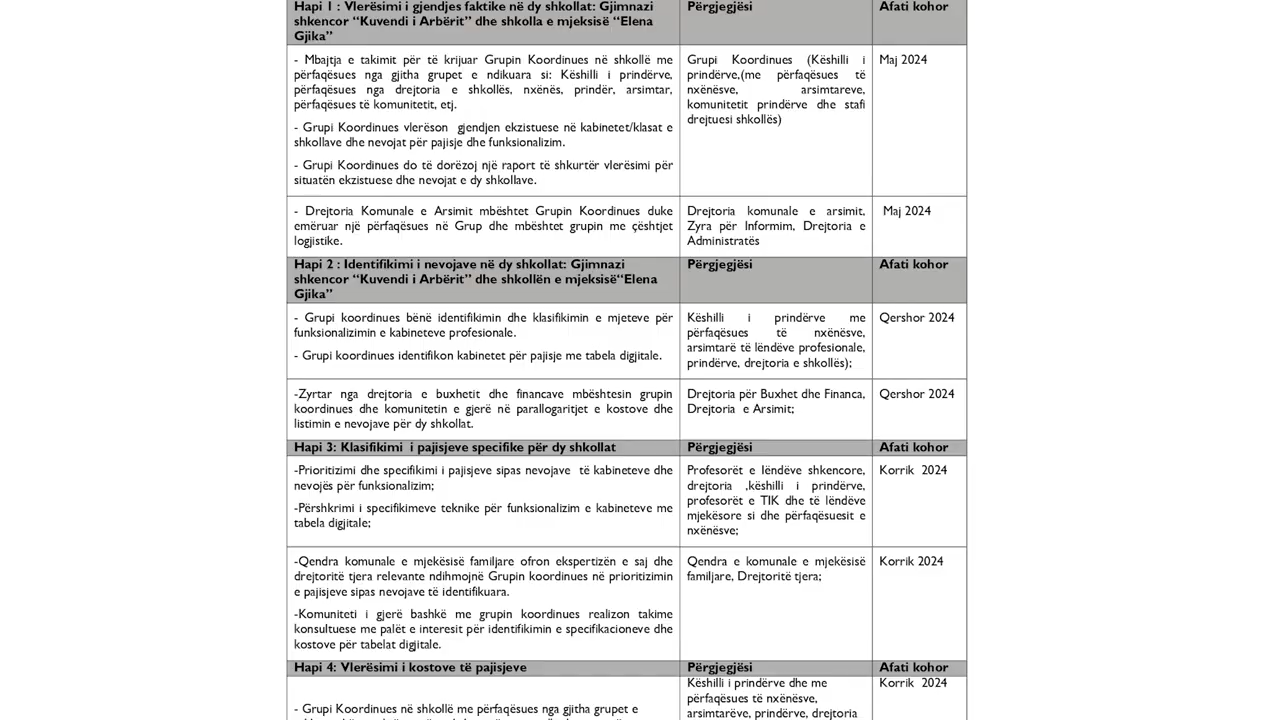 Hapi 1 : Vlerësimi i gjendjes faktike në dy shkollat: Gjimnazi
shkencor “Kuvendi i Arbërit” dhe shkolla e mjeksisë “Elena
Gjika”
Përgjegjësi
Afati kohor
- Mbajtja e takimit për të krijuar Grupin Koordinues në shkollë me
përfaqësues nga gjitha grupet e ndikuara si: Këshilli i prindërve,
përfaqësues nga drejtoria e shkollës, nxënës, prindër, arsimtar,
përfaqësues të komunitetit, etj.
- Grupi Koordinues vlerëson gjendjen ekzistuese në kabinetet/klasat e
shkollave dhe nevojat për pajisje dhe funksionalizim.
- Grupi Koordinues do të dorëzoj një raport të shkurtër vlerësimi për
situatën ekzistuese dhe nevojat e dy shkollave.
Grupi Koordinues (Këshilli i
prindërve,(me përfaqësues të
nxënësve, arsimtareve,
komunitetit prindërve dhe stafi
drejtuesi shkollës)
Maj 2024
- Drejtoria Komunale e Arsimit mbështet Grupin Koordinues duke
emëruar një përfaqësues në Grup dhe mbështet grupin me çështjet
logjistike.
Drejtoria komunale e arsimit,
Zyra për Informim, Drejtoria e
Administratës
Maj 2024
Hapi 2 : Identifikimi i nevojave në dy shkollat: Gjimnazi
shkencor “Kuvendi i Arbërit” dhe shkollën e mjeksisë“Elena
Gjika”
Përgjegjësi
Afati kohor
- Grupi koordinues bënë identifikimin dhe klasifikimin e mjeteve për
funksionalizimin e kabineteve profesionale.
- Grupi koordinues identifikon kabinetet për pajisje me tabela digjitale.
Këshilli i prindërve me
përfaqësues të nxënësve,
arsimtarë të lëndëve profesionale,
prindërve, drejtoria e shkollës);
Qershor 2024
-Zyrtar nga drejtoria e buxhetit dhe financave mbështesin grupin
koordinues dhe komunitetin e gjerë në parallogaritjet e kostove dhe
listimin e nevojave për dy shkollat.
Drejtoria për Buxhet dhe Financa,
Drejtoria e Arsimit;
Qershor 2024
Hapi 3: Klasifikimi i pajisjeve specifike për dy shkollat
Përgjegjësi
Afati kohor
-Prioritizimi dhe specifikimi i pajisjeve sipas nevojave të kabineteve dhe
nevojës për funksionalizim;
-Përshkrimi i specifikimeve teknike për funksionalizim e kabineteve me
tabela digjitale;
Profesorët e lëndëve shkencore,
drejtoria ,këshilli i prindërve,
profesorët e TIK dhe të lëndëve
mjekësore si dhe përfaqësuesit e
nxënësve;
Korrik 2024
-Qendra komunale e mjekësisë familjare ofron ekspertizën e saj dhe
drejtoritë tjera relevante ndihmojnë Grupin koordinues në prioritizimin
e pajisjeve sipas nevojave të identifikuara.
-Komuniteti i gjerë bashkë me grupin koordinues realizon takime
konsultuese me palët e interesit për identifikimin e specifikacioneve dhe
kostove për tabelat digjitale.
Qendra e komunale e mjekësisë
familjare, Drejtoritë tjera;
Korrik 2024
Hapi 4: Vlerësimi i kostove të pajisjeve
Përgjegjësi
Afati kohor
- Grupi Koordinues në shkollë me përfaqësues nga gjitha grupet e
Këshilli i prindërve dhe me
përfaqësues të nxënësve,
arsimtarëve, prindërve, drejtoria
Korrik 2024